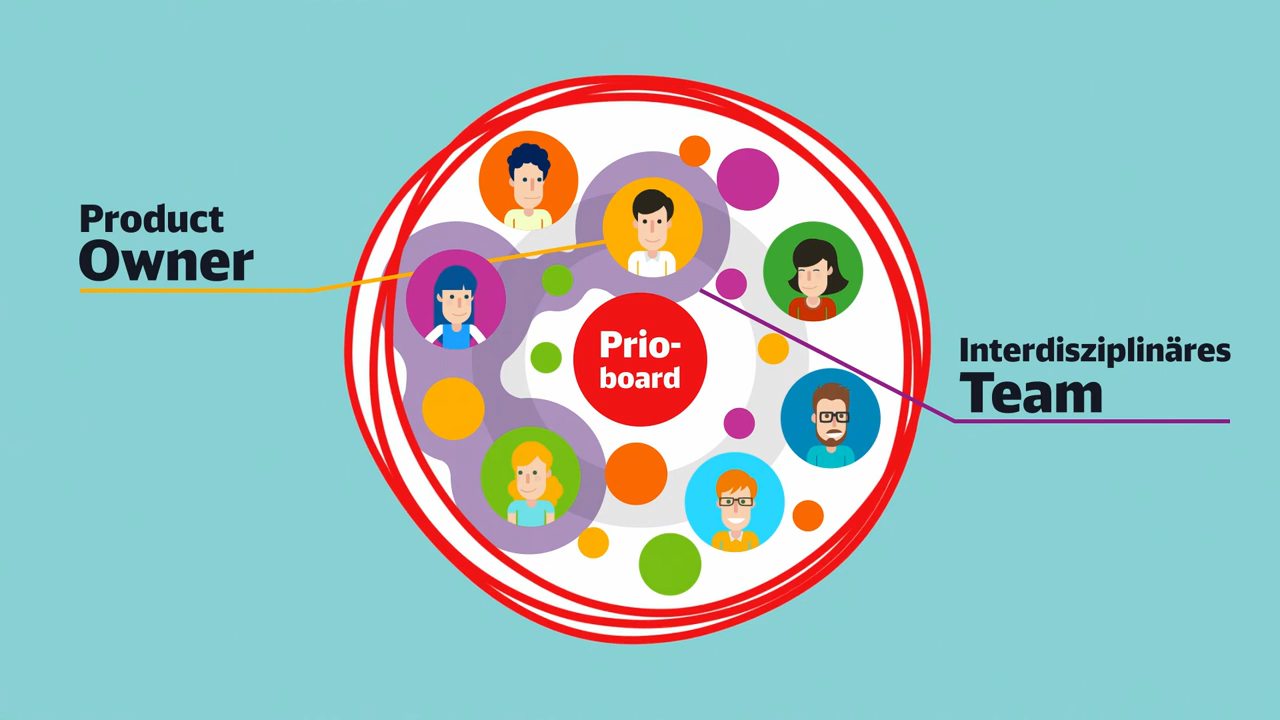 Product
Owner
Prio-
board
Interdisziplinäres
Team